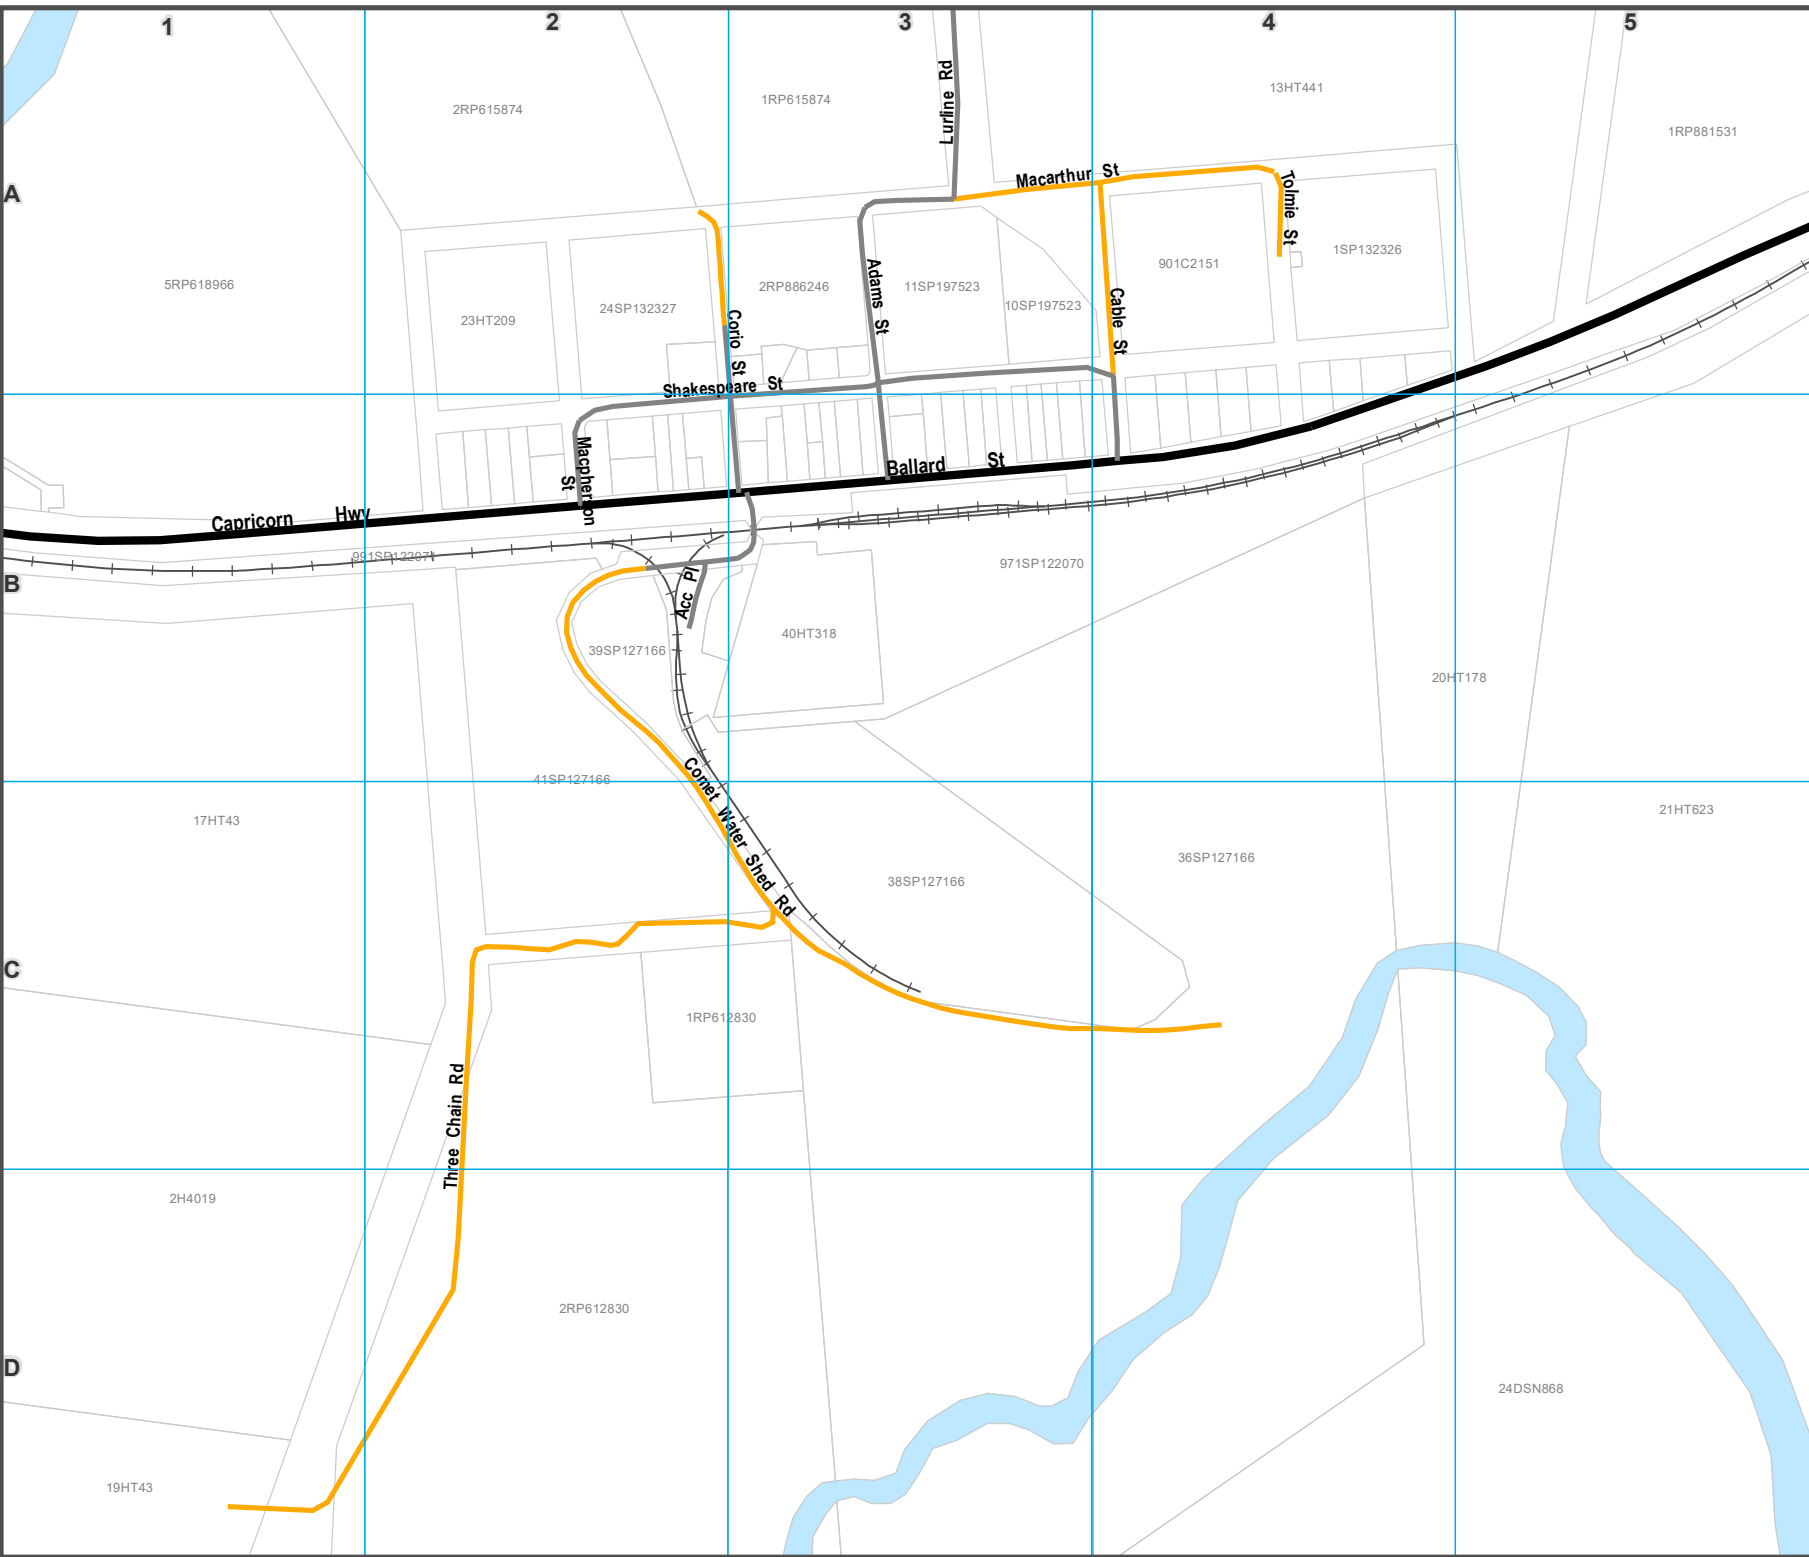 1
2
3
4
5
A
B
C
D
2RP615874
1RP615874
Lurline Rd
13HT441
1RP881531
Macarthur St
Tolmie St
5RP618966
23HT209
24SP132327
Corio St
2RP886246
Adams St
11SP197523
10SP197523
Cable St
901C2151
1SP132326
Shakespeare St
Macpherson St
Ballard St
Capricorn Hwy
991SP122071
Acc Pl
971SP122070
40HT318
39SP127166
20HT178
41SP127166
Comet Water Shed Rd
17HT43
21HT623
36SP127166
38SP127166
1RP612830
Three Chain Rd
2H4019
2RP612830
24DSN868
19HT43